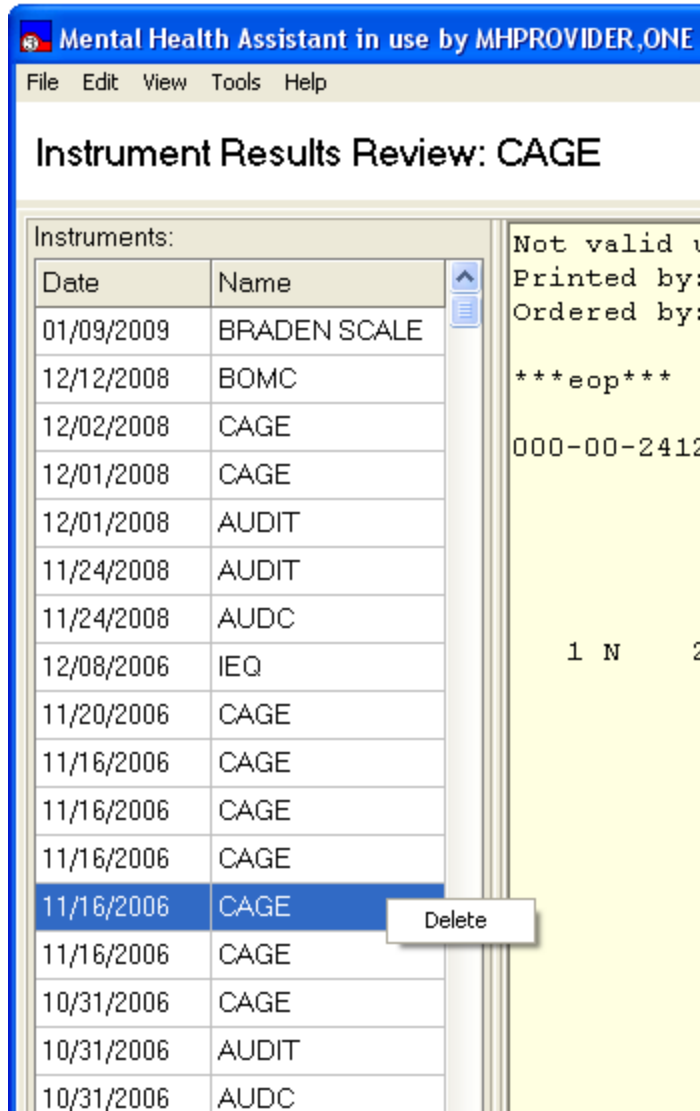 Mental Health Assistant in use by MHPROVIDER,ONE
File Edit View Tools Help
Instrument Results Review: CAGE
Instruments:
Date Name
01/09/2009 BRADEN SCALE
12/12/2008 BOMC
12/02/2008 CAGE
12/01/2008 CAGE
12/01/2008 AUDIT
11/24/2008 AUDIT
11/24/2008 AUDC
12/08/2006 IEQ
11/20/2006 CAGE
11/16/2006 CAGE
11/16/2006 CAGE
11/16/2006 CAGE
11/16/2006 CAGE
Delete
11/16/2006 CAGE
10/31/2006 CAGE
10/31/2006 AUDIT
10/31/2006 AUDC
Not valid
Printed by:
Ordered by:
***eop***
000-00-2412
1 N 2